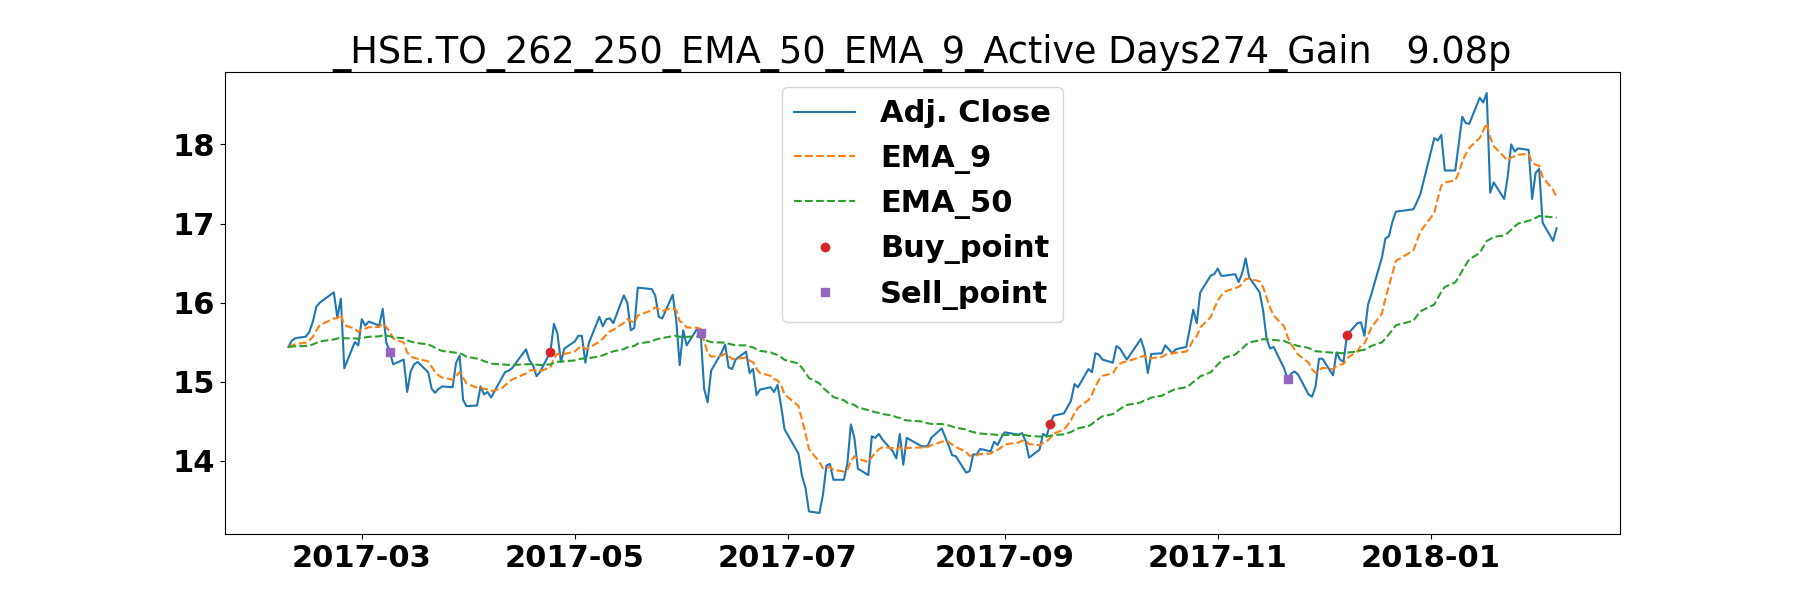 _HSE.TO_262_250_EMA_50_EMA_9_Active Days274_Gain   9.08p
Adj. Close
EMA_9
EMA_50
Buy_point
Sell_point
18
17
16
15
14
2017-03 2017-05 2017-07 2017-09 2017-11 2018-01